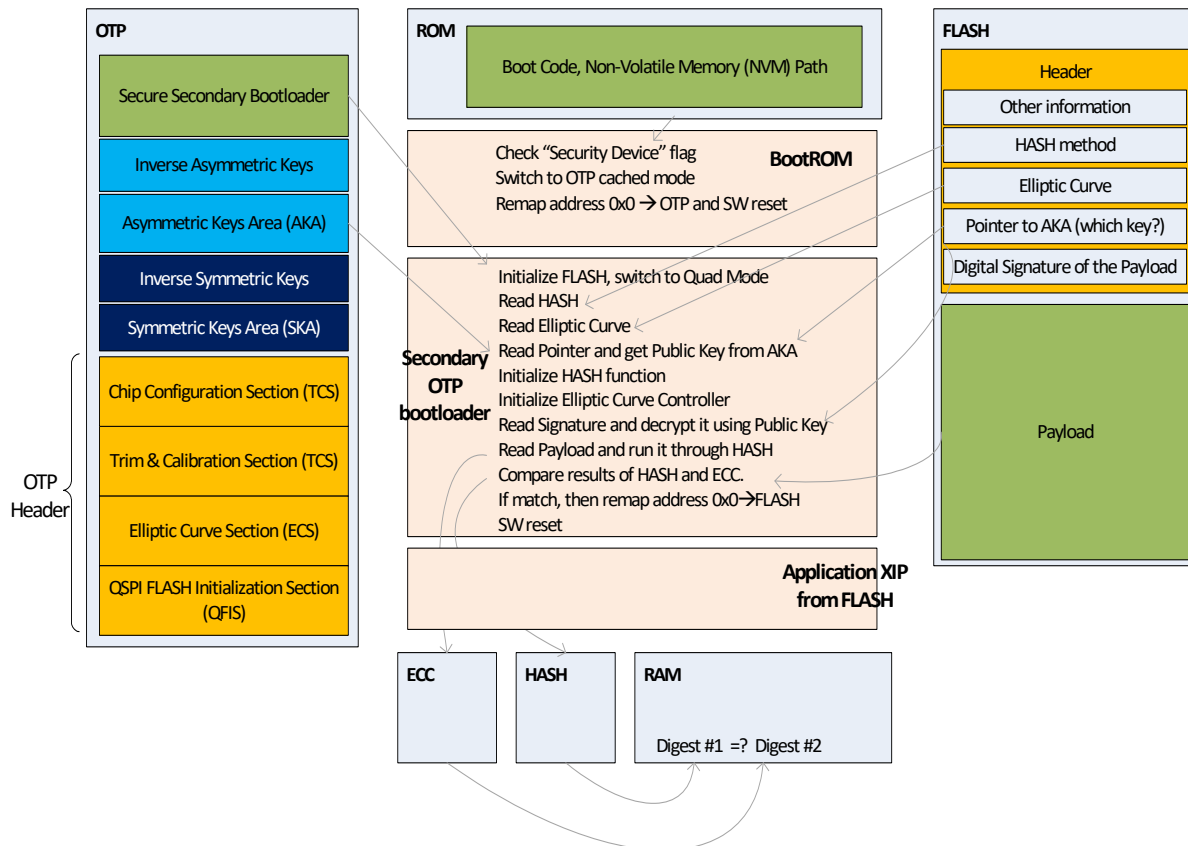 OTP
Secure Secondary Bootloader
Inverse Asymmetric Keys
Asymmetric Keys Area (AKA)
Inverse Symmetric Keys
Symmetric Keys Area (SKA)
Chip Configuration Section (TCS)
Trim & Calibration Section (TCS)
Elliptic Curve Section (ECS)
QSPI FLASH Initialization Section
(QFIS)
OTP
Header
ROM
Boot Code, Non-Volatile Memory (NVM) Path
BootROM
Check “Security Device” flag
Switch to OTP cached mode
Remap address 0x0 → OTP and SW reset
Secondary
OTP
bootloader
Initialize FLASH, switch to Quad Mode
Read HASH
Read Elliptic Curve
Read Pointer and get Public Key from AKA
Initialize HASH function
Initialize Elliptic Curve Controller
Read Signature and decrypt it using Public Key
Read Payload and run it through HASH
Compare results of HASH and ECC.
If match, then remap address 0x0→FLASH
SW reset
Application XIP
from FLASH
ECC
HASH
RAM
Digest #1 =? Digest #2
FLASH
Header
Other information
HASH method
Elliptic Curve
Pointer to AKA (which key?)
Digital Signature of the Payload
Payload